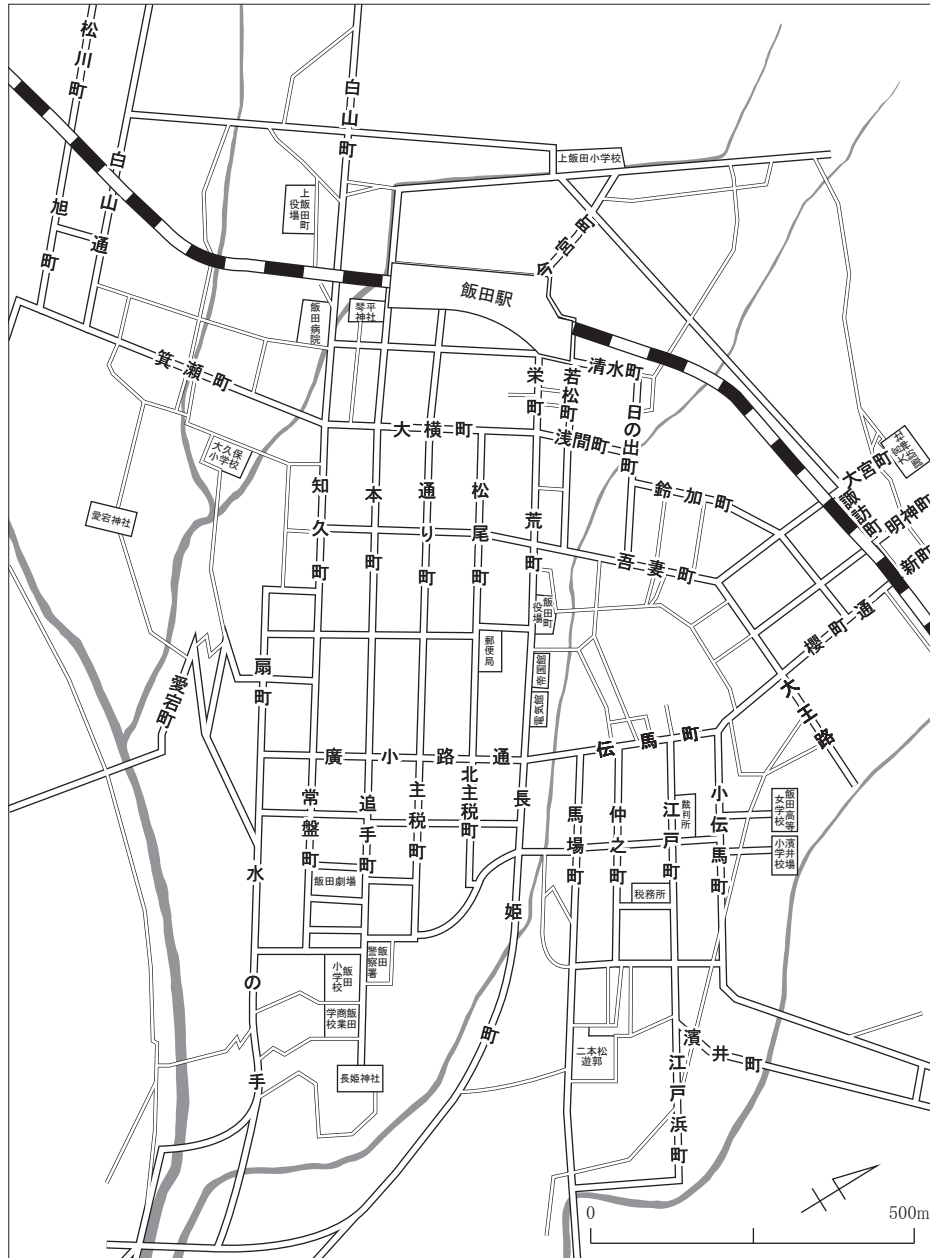 松川町
白山町
白山通
旭町
上飯田小学校
上飯田町役場
今宮町
飯田駅
飯田病院
琴平神社
箕瀬町
栄町
若松町
清水町
日の出町
大横町
浅間町
大久保小学校
愛宕神社
知久町
本町
通り町
松尾町
荒町
鈴加町
大宮町
諏訪町
明神町
新町
吾妻町
飯田町役場
郵便局
帝国館
電気館
櫻町通
大王路
扇町
愛宕町
廣小路通
伝馬町
常盤町
追手町
主税町
北主税町
長姫町
馬場町
仲之町
江戸町
裁判所
小伝馬町
飯田高等女学校
濱井場小学校
飯田劇場
税務所
水の手
飯田警察署
飯田小学校
飯田商業学校
長姫神社
二本松遊郭
濱井町
江戸浜町
0
500m